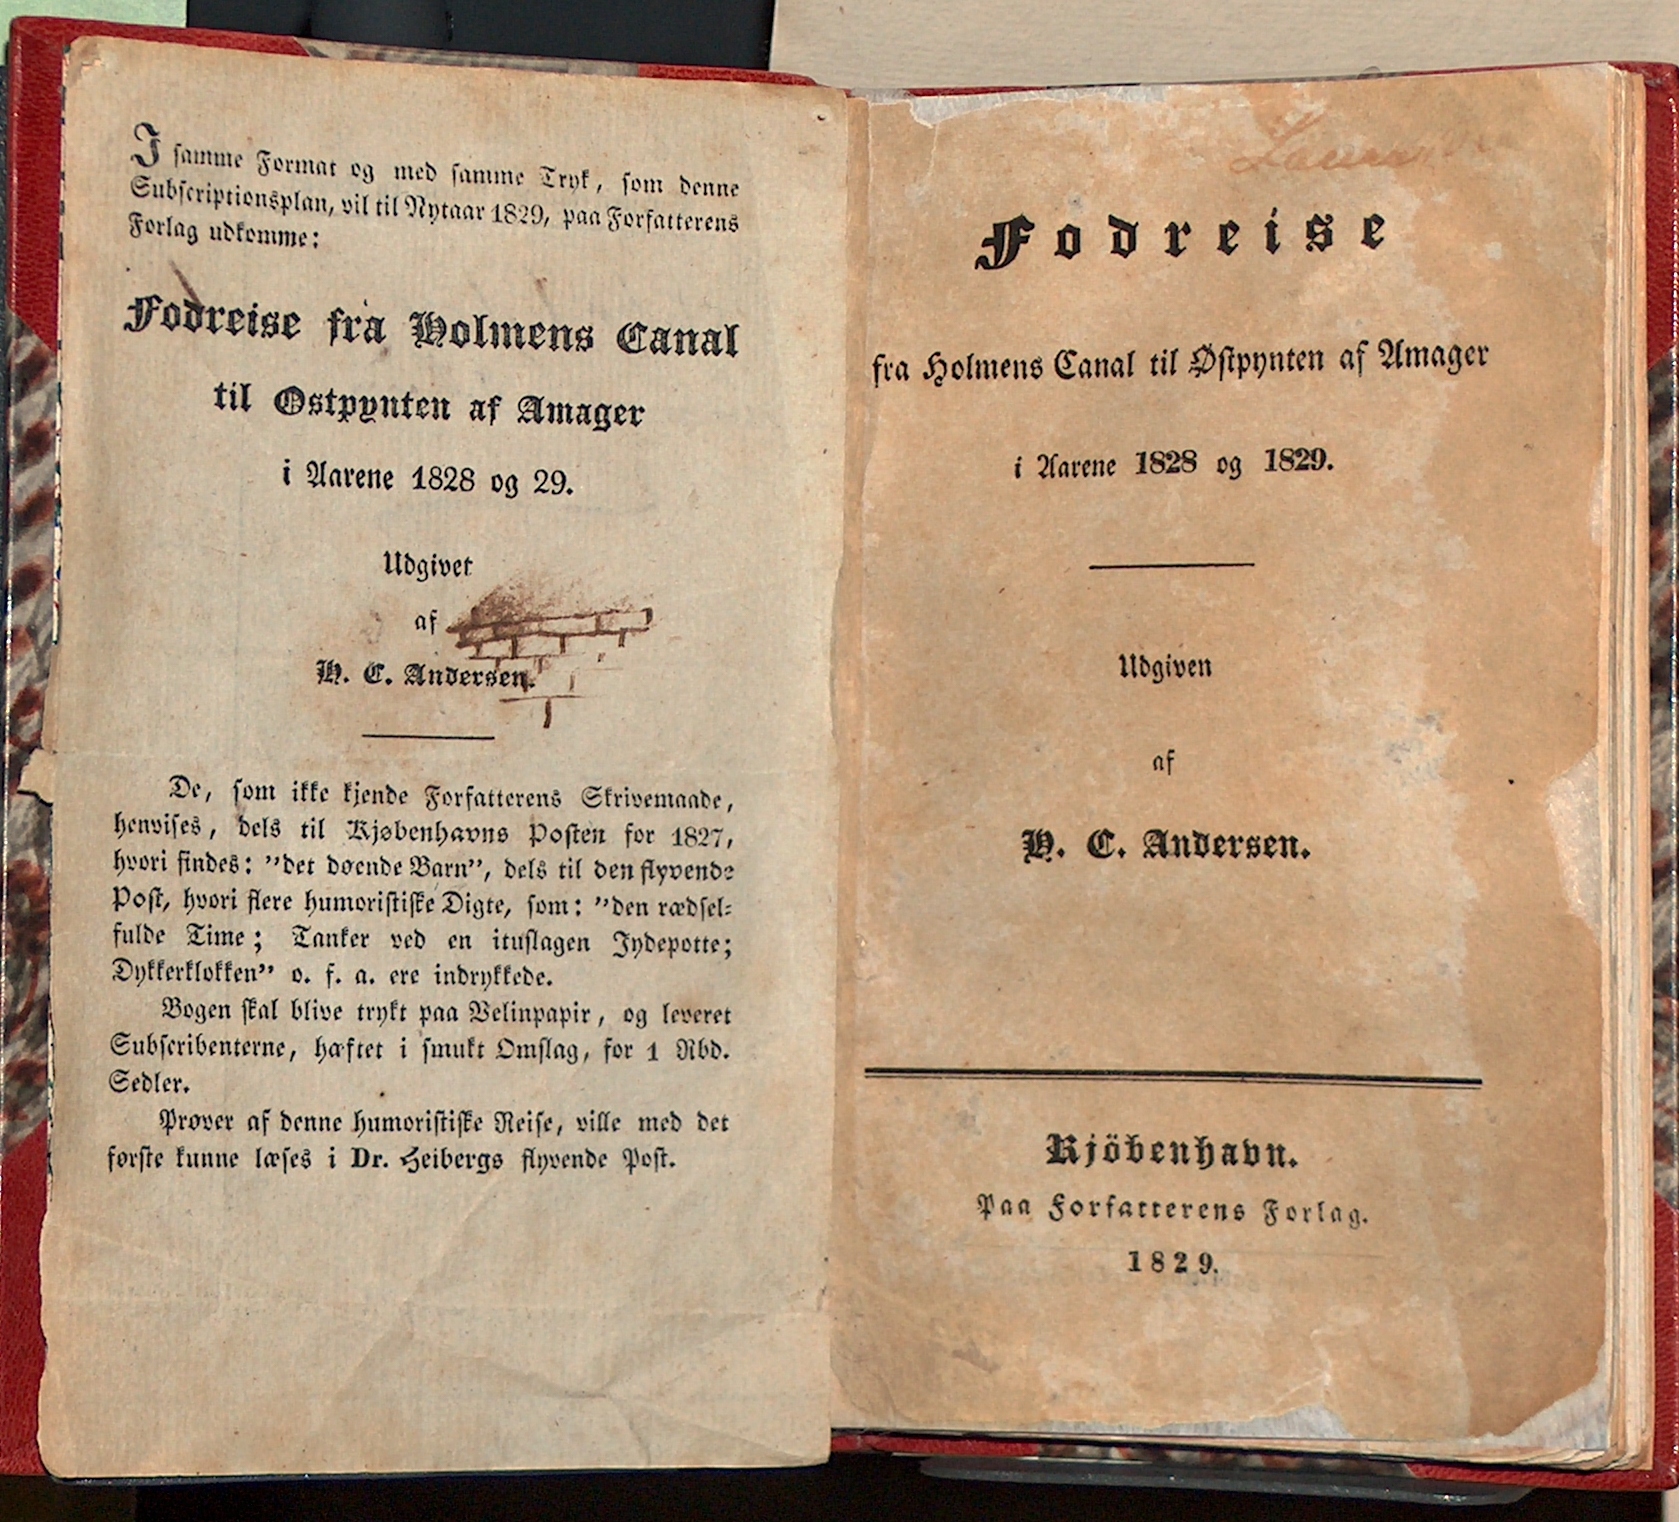 I samme Format og med samme Tryk, som denne
Subscriptionsplan, vil til Nytaar 1829, paa Forfatterens
Forlag udkomme:
Fodreise fra Holmens Canal
til Østpynten af Amager
i Aarene 1828 og 29.
Udgivet
af
H. C. Andersen.
De, som ikke kjende Forfatterens Skrivemaade,
henvises, dels til Kjøbenhavns Posten for 1827,
hvori findes: "det døende Barn", dels til den flyvende
Post, hvori flere humoristiske Digte, som: "den rædsel-
fulde Time; Tanker ved en ituslagen Jydepotte;
Dykkerklokken" o. f. a. ere indrykkede.
Bogen skal blive trykt paa Velinpapir, og leveret
Subscribenterne, hæftet i smukt Omslag, for 1 Rbd.
Sedler.
Prøver af denne humoristiske Reise, ville med det
første kunne læses i Dr. Heibergs flyvende Post.
Fodreise
fra Holmens Canal til Østpynten af Amager
i Aarene 1828 og 1829.
Udgiven
af
H. C. Andersen.
Kjöbenhavn.
Paa Forfatterens Forlag.
1829.